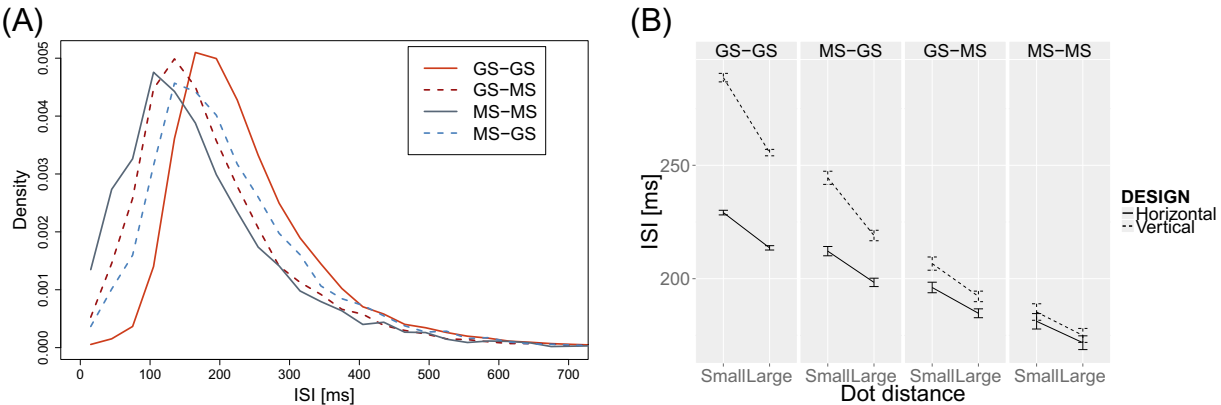 (A)
Density
0.000 0.001 0.002 0.003 0.004 0.005
0 100 200 300 400 500 600 700
ISI [ms]
GS−GS
GS−MS
MS−MS
MS−GS
(B)
GS−GS MS−GS GS−MS MS−MS
ISI [ms]
250
200
SmallLarge SmallLarge SmallLarge SmallLarge
Dot distance
DESIGN
Horizontal
Vertical